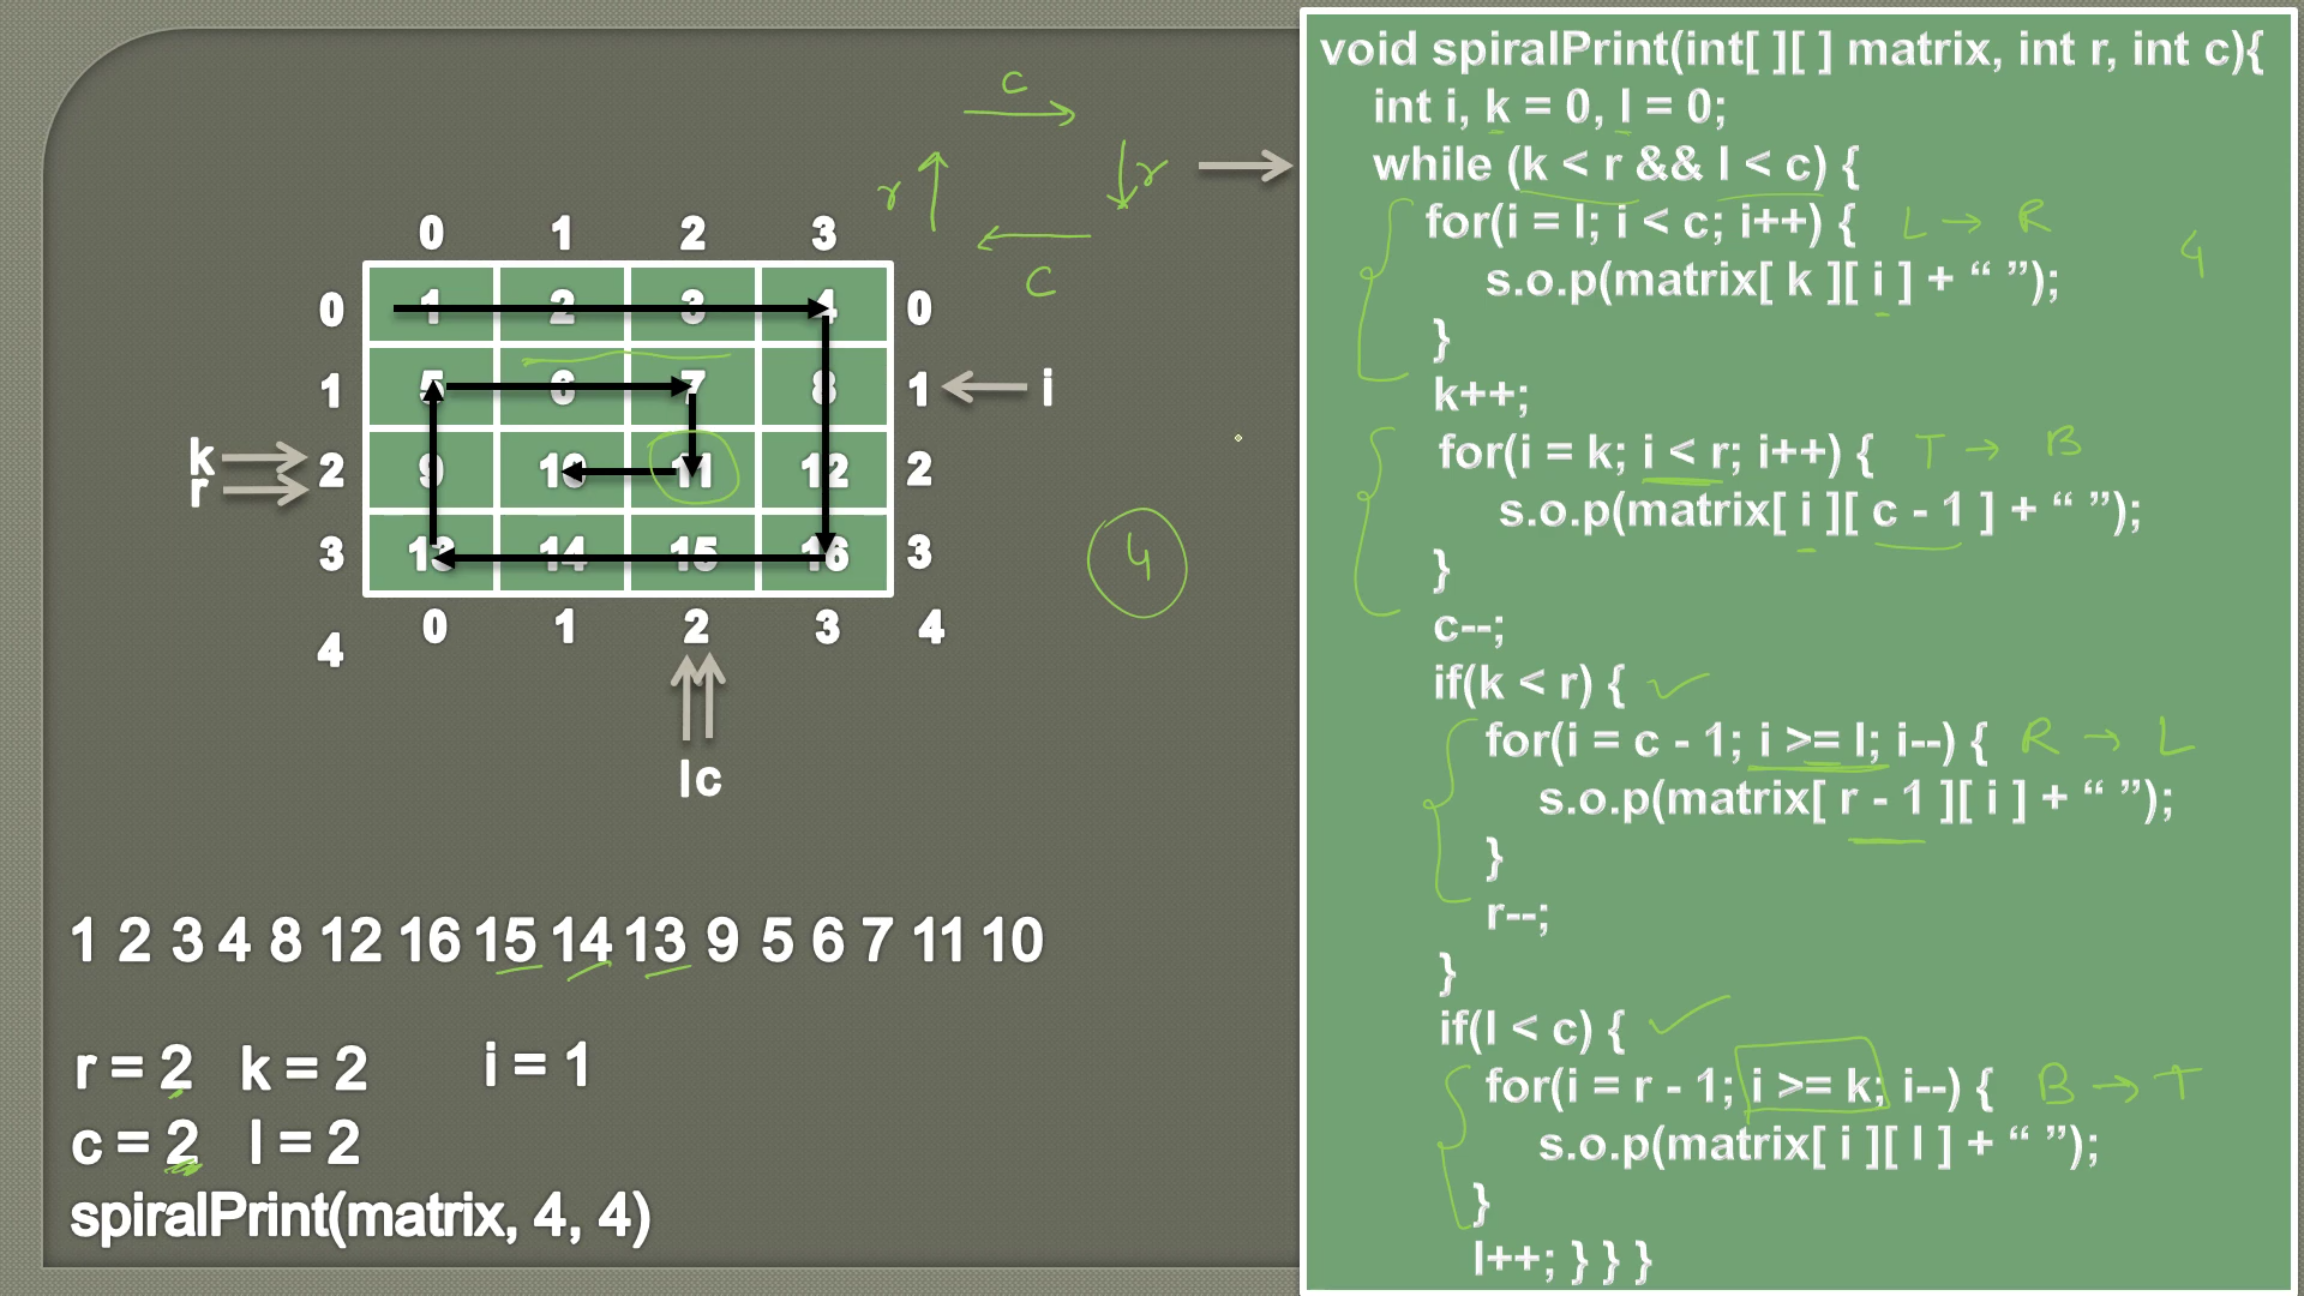 c
r
r
c
0 1 2 3
0 1 2 3 4 0
1 5 6 7 8 1 i
k
r
2 9 10 11 12 2
3 13 14 15 16 3
4
0 1 2 3 4
4
l c
1 2 3 4 8 12 16 15 14 13 9 5 6 7 11 10
r = 2 k = 2 i = 1
c = 2 l = 2
spiralPrint(matrix, 4, 4)
void spiralPrint(int[ ][ ] matrix, int r, int c){
int i, k = 0, l = 0;
while (k < r && l < c) {
for(i = l; i < c; i++) { L → R
4
s.o.p(matrix[ k ][ i ] + “ ”);
}
k++;
for(i = k; i < r; i++) { T → B
s.o.p(matrix[ i ][ c - 1 ] + “ ”);
}
c--;
if(k < r) {
for(i = c - 1; i >= l; i--) { R → L
s.o.p(matrix[ r - 1 ][ i ] + “ ”);
}
r--;
}
if(l < c) {
for(i = r - 1; i >= k; i--) { B → T
s.o.p(matrix[ i ][ l ] + “ ”);
}
l++; } } }